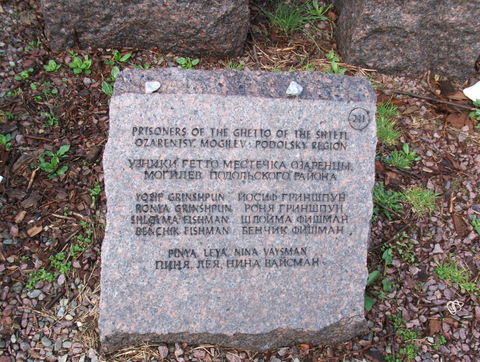 241
PRISONERS OF THE GHETTO OF THE SHTETL
OZARENTSY, MOGILEV - PODOLSKY REGION
УЗНИКИ ГЕТТО МЕСТЕЧКА ОЗАРЕНЦЫ,
МОГИЛЕВ ПОДОЛЬСКОГО РАЙОНА
YOSIF GRINSHPUN ИОСИФ ГРИНШПУН
RONYA GRINSHPUN РОНЯ ГРИНШПУН
SHLOYMA FISHMAN ШЛОЙМА ФИШМАН
BENCHIK FISHMAN БЕНЧИК ФИШМАН
PINYA, LEYA, NINA VAYSMAN
ПИНЯ, ЛЕЯ, НИНА ВАЙСМАН